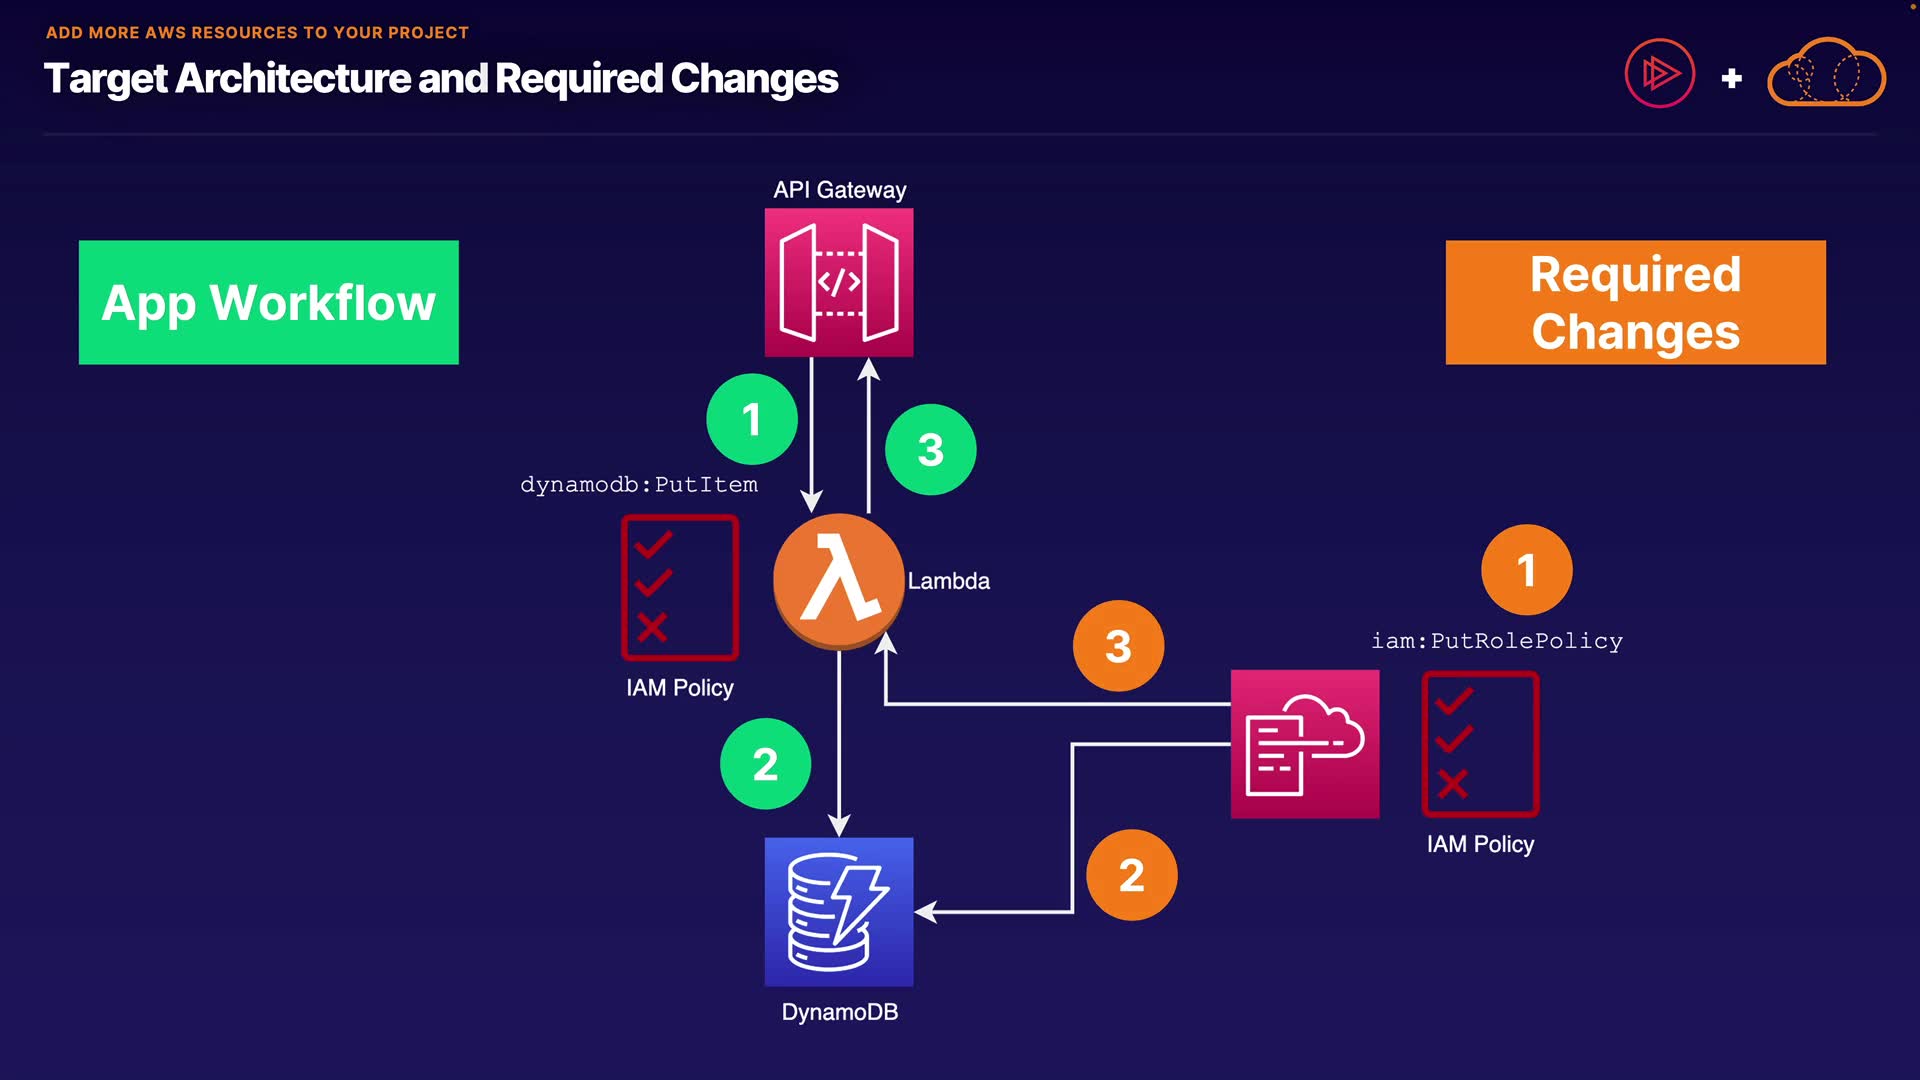 ADD MORE AWS RESOURCES TO YOUR PROJECT
Target Architecture and Required Changes
API Gateway
App Workflow
Required
Changes
1
3
dynamodb:PutItem
Lambda
IAM Policy
2
DynamoDB
1
iam:PutRolePolicy
3
IAM Policy
2